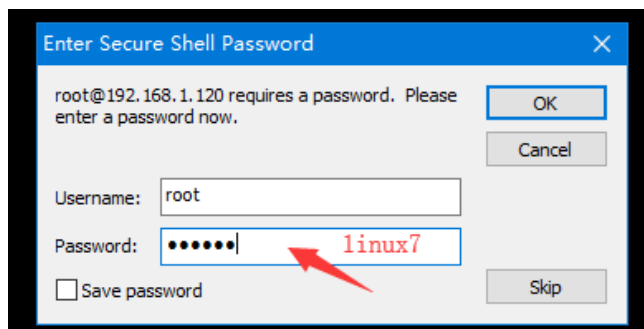 Enter Secure Shell Password
root@192.168.1.120 requires a password. Please
enter a password now.
OK
Cancel
Username: root
Password: ●●●●●● linux7
Save password
Skip